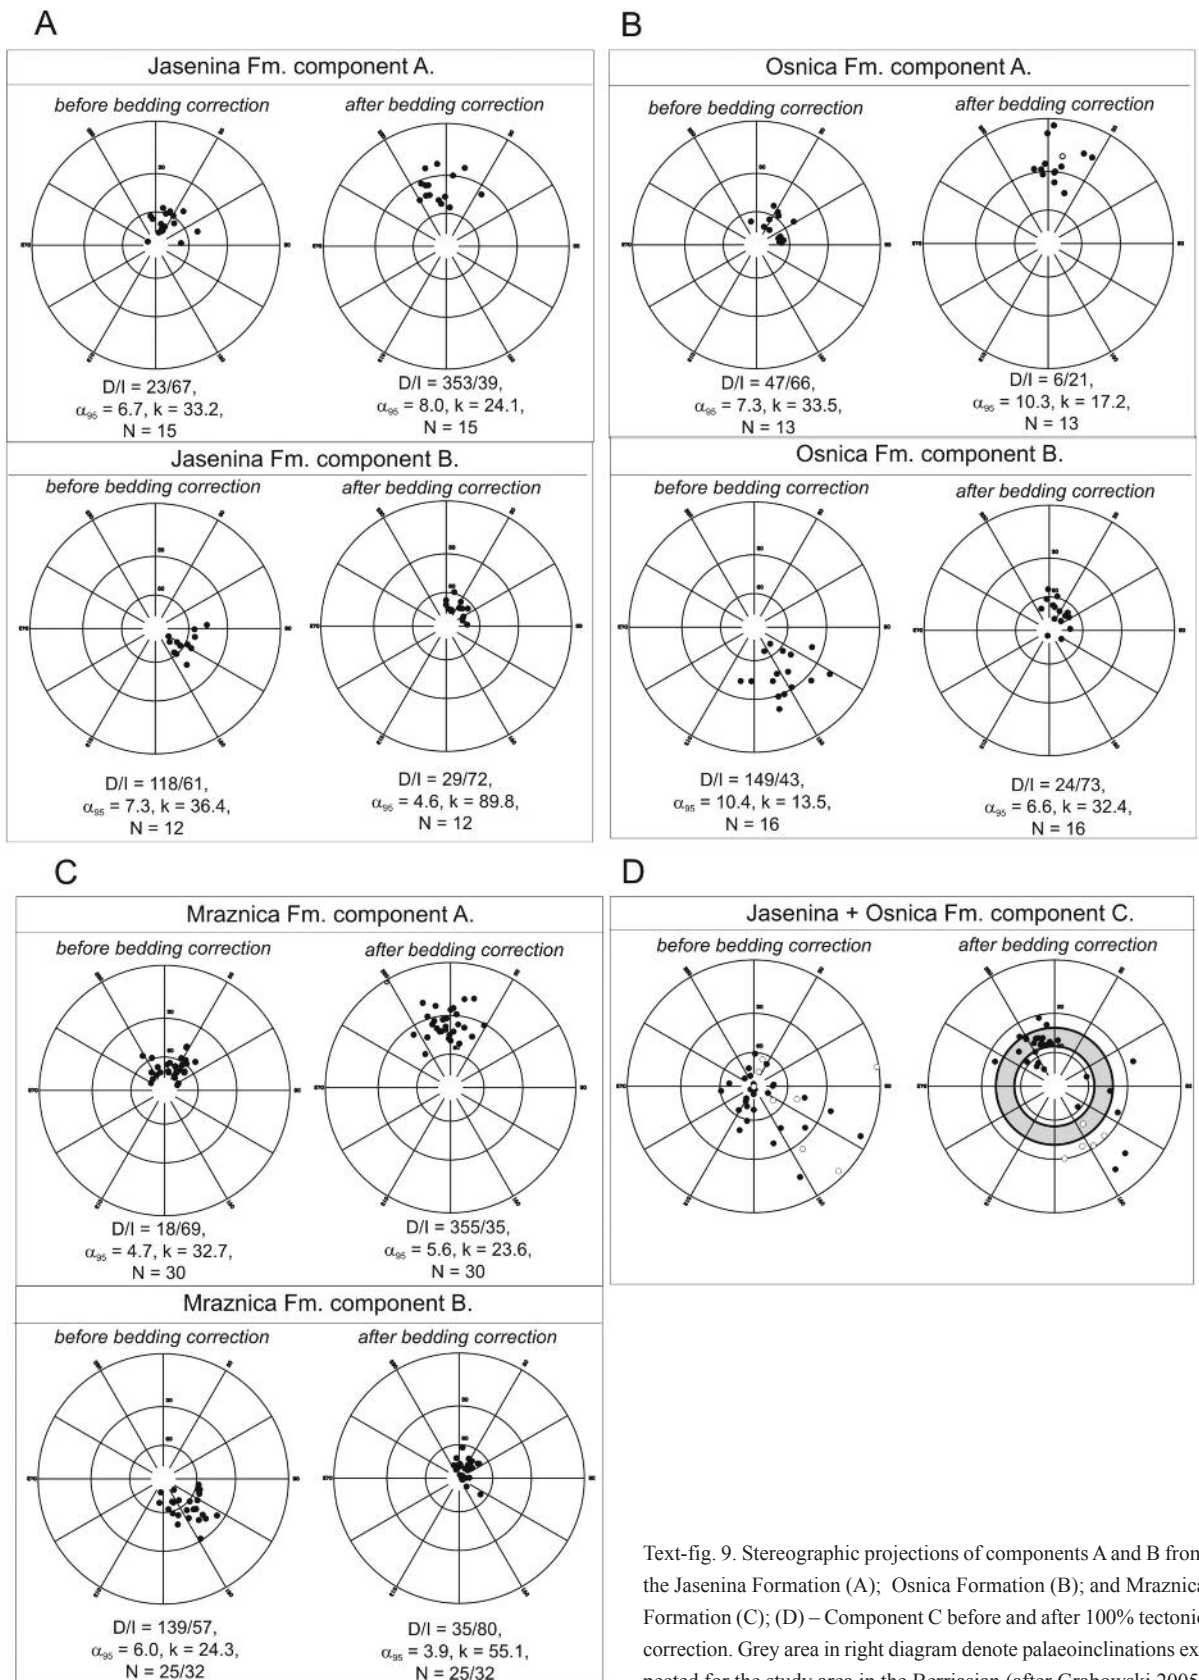 A
Jasenina Fm. component A.
before bedding correction
after bedding correction
D/I = 23/67,
α95 = 6.7, k = 33.2,
N = 15
D/I = 353/39,
α95 = 8.0, k = 24.1,
N = 15
Jasenina Fm. component B.
before bedding correction
after bedding correction
D/I = 118/61,
α95 = 7.3, k = 36.4,
N = 12
D/I = 29/72,
α95 = 4.6, k = 89.8,
N = 12
B
Osnica Fm. component A.
before bedding correction
after bedding correction
D/I = 47/66,
α95 = 7.3, k = 33.5,
N = 13
D/I = 6/21,
α95 = 10.3, k = 17.2,
N = 13
Osnica Fm. component B.
before bedding correction
after bedding correction
D/I = 149/43,
α95 = 10.4, k = 13.5,
N = 16
D/I = 24/73,
α95 = 6.6, k = 32.4,
N = 16
C
Mraznica Fm. component A.
before bedding correction
after bedding correction
D/I = 18/69,
α95 = 4.7, k = 32.7,
N = 30
D/I = 355/35,
α95 = 5.6, k = 23.6,
N = 30
Mraznica Fm. component B.
before bedding correction
after bedding correction
D/I = 139/57,
α95 = 6.0, k = 24.3,
N = 25/32
D/I = 35/80,
α95 = 3.9, k = 55.1,
N = 25/32
D
Jasenina + Osnica Fm. component C.
before bedding correction
after bedding correction
Text-fig. 9. Stereographic projections of components A and B from
the Jasenina Formation (A); Osnica Formation (B); and Mraznica
Formation (C); (D) – Component C before and after 100% tectonic
correction. Grey area in right diagram denote palaeoinclinations ex-
pected for the study area in the Berriasian (after Grabowski 2005